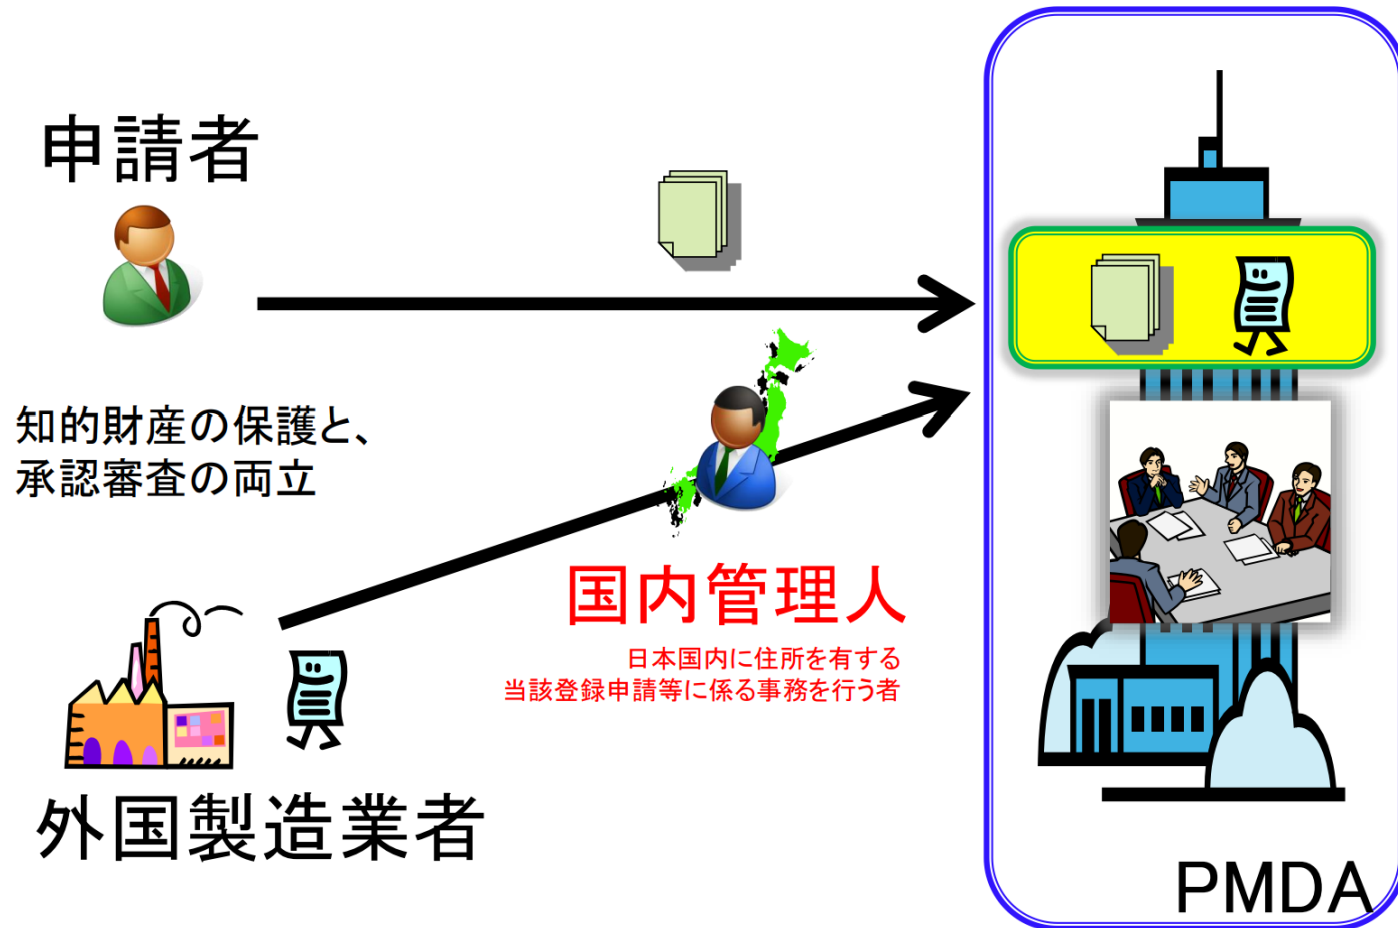 申請者
知的財産の保護と、
承認審査の両立
国内管理人
日本国内に住所を有する
当該登録申請等に係る事務を行う者
外国製造業者
PMDA